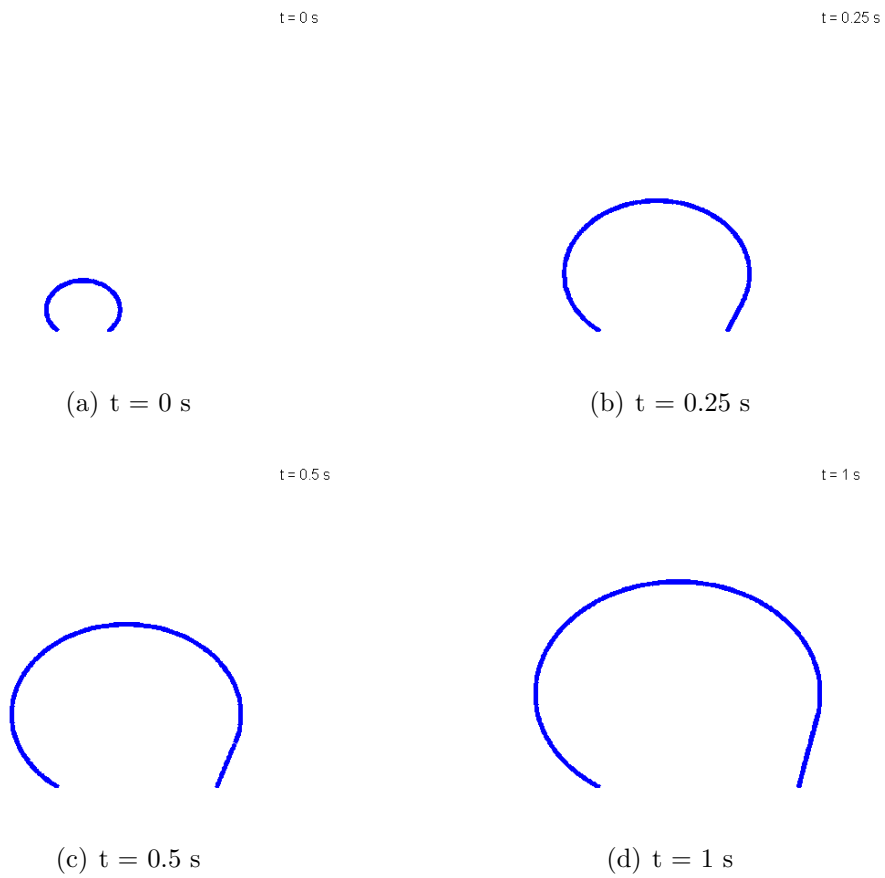 t = 0 s
t = 0.25 s
(a) t = 0 s
(b) t = 0.25 s
t = 0.5 s
t = 1 s
(c) t = 0.5 s
(d) t = 1 s